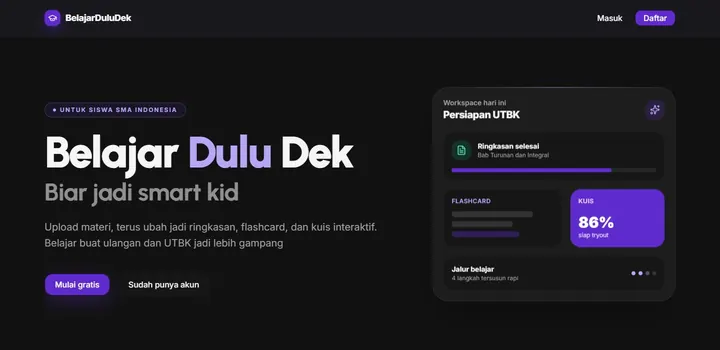 BelajarDuluDek
Masuk
Daftar
UNTUK SISWA SMA INDONESIA
Belajar Dulu Dek
Biar jadi smart kid
Upload materi, terus ubah jadi ringkasan, flashcard, dan kuis interaktif.
Belajar buat ulangan dan UTBK jadi lebih gampang
Mulai gratis
Sudah punya akun
Workspace hari ini
Persiapan UTBK
Ringkasan selesai
Bab Turunan dan Integral
FLASHCARD
KUIS
86%
siap tryout
Jalur belajar
4 langkah tersusun rapi